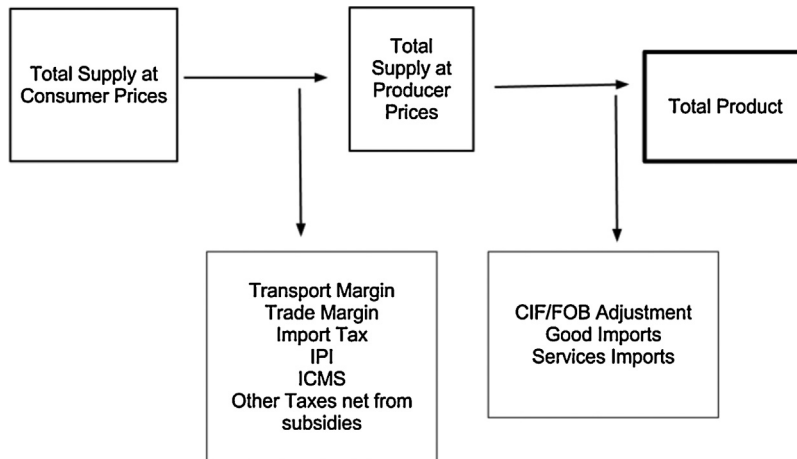 Total Supply at
Consumer Prices
Total
Supply at
Producer
Prices
Total Product
Transport Margin
Trade Margin
Import Tax
IPI
ICMS
Other Taxes net from
subsidies
CIF/FOB Adjustment
Good Imports
Services Imports